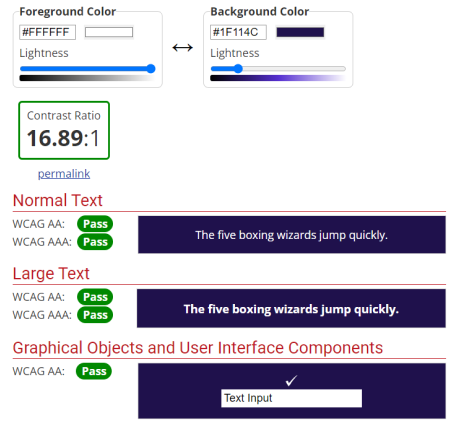 Foreground Color
#FFFFFF
Lightness
Background Color
#1F114C
Lightness
Contrast Ratio
16.89:1
permalink
Normal Text
WCAG AA: Pass
WCAG AAA: Pass
The five boxing wizards jump quickly.
Large Text
WCAG AA: Pass
WCAG AAA: Pass
The five boxing wizards jump quickly.
Graphical Objects and User Interface Components
WCAG AA: Pass
Text Input